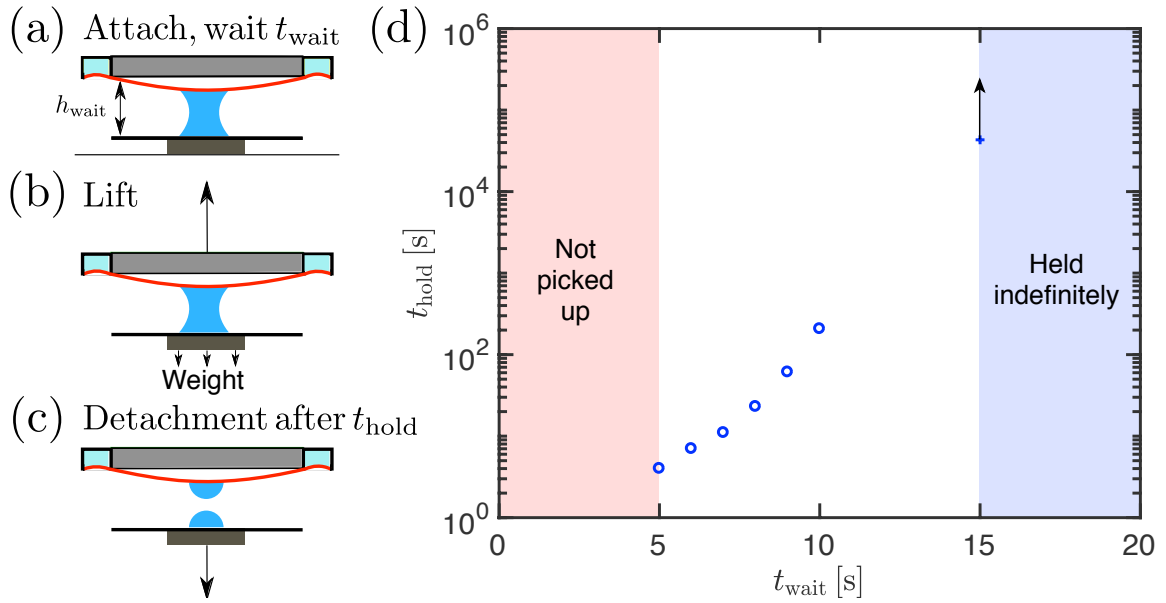 (a) Attach, wait t_wait
h_wait
(b) Lift
Weight
(c) Detachment after t_hold
(d)
10^6
10^4
10^2
10^0
t_hold [s]
Not
picked
up
Held
indefinitely
0 5 10 15 20
t_wait [s]